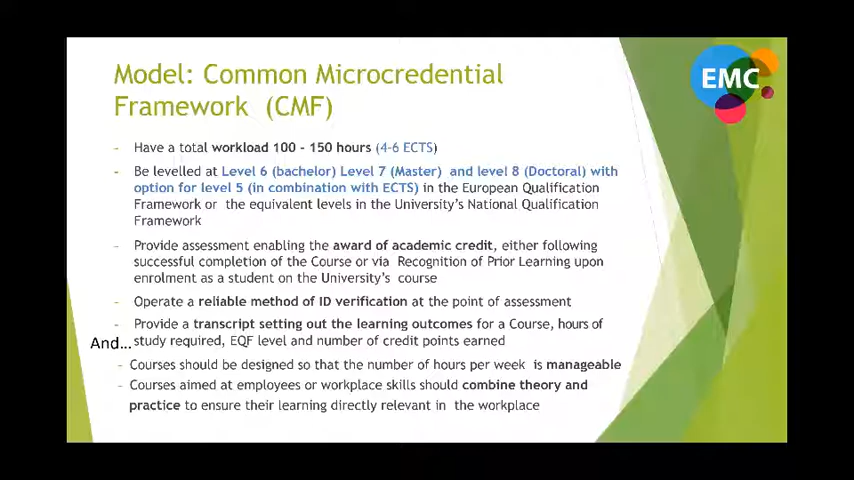 Model: Common Microcredential
Framework (CMF)
EMC
- Have a total workload 100 - 150 hours (4-6 ECTS)
- Be levelled at Level 6 (bachelor) Level 7 (Master) and level 8 (Doctoral) with
option for level 5 (in combination with ECTS) in the European Qualification
Framework or the equivalent levels in the University's National Qualification
Framework
- Provide assessment enabling the award of academic credit, either following
successful completion of the Course or via Recognition of Prior Learning upon
enrolment as a student on the University's course
- Operate a reliable method of ID verification at the point of assessment
- Provide a transcript setting out the learning outcomes for a Course, hours of
study required, EQF level and number of credit points earned
And...
- Courses should be designed so that the number of hours per week is manageable
- Courses aimed at employees or workplace skills should combine theory and
practice to ensure their learning directly relevant in the workplace